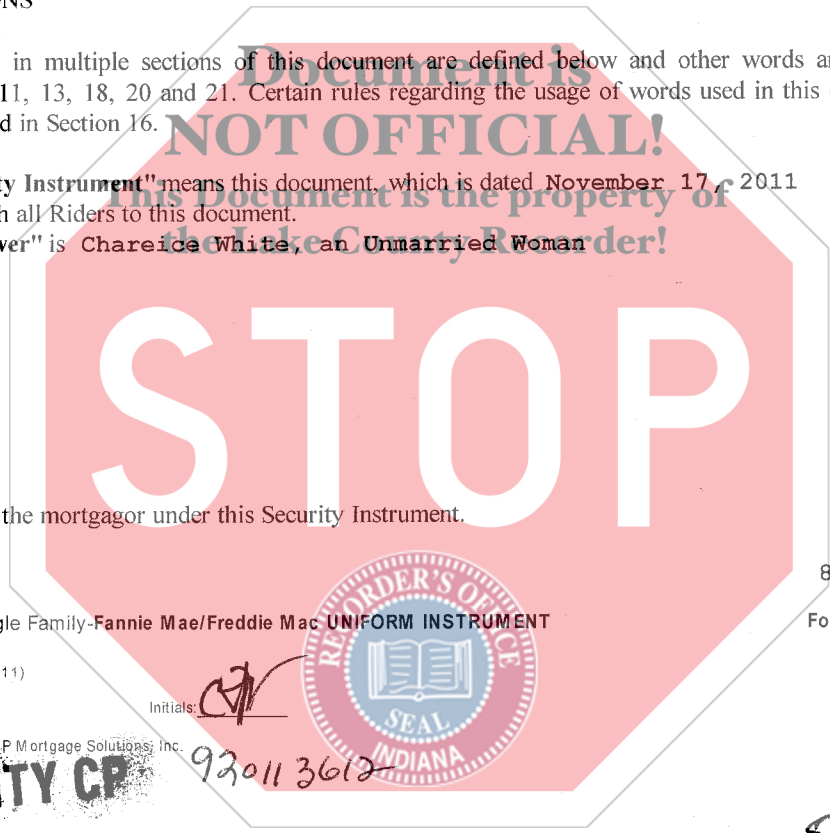 NS
Document is
in multiple sections of this document are defined below and other words a
11, 13, 18, 20 and 21. Certain rules regarding the usage of words used in this
d in Section 16.
NOT OFFICIAL!
ty Instrument" means this document, which is dated November 17, 2011
This Document is the property of
h all Riders to this document.
ver" is Chareice White, an Unmarried Woman
the Lake County Recorder!
STOP
the mortgagor under this Security Instrument.
8
gle Family-Fannie Mae/Freddie Mac UNIFORM INSTRUMENT
Fo
11)
Initials:
P Mortgage Solutions, Inc.
TY CP
920113612
RECORDER'S OFFICE
SEAL
INDIANA